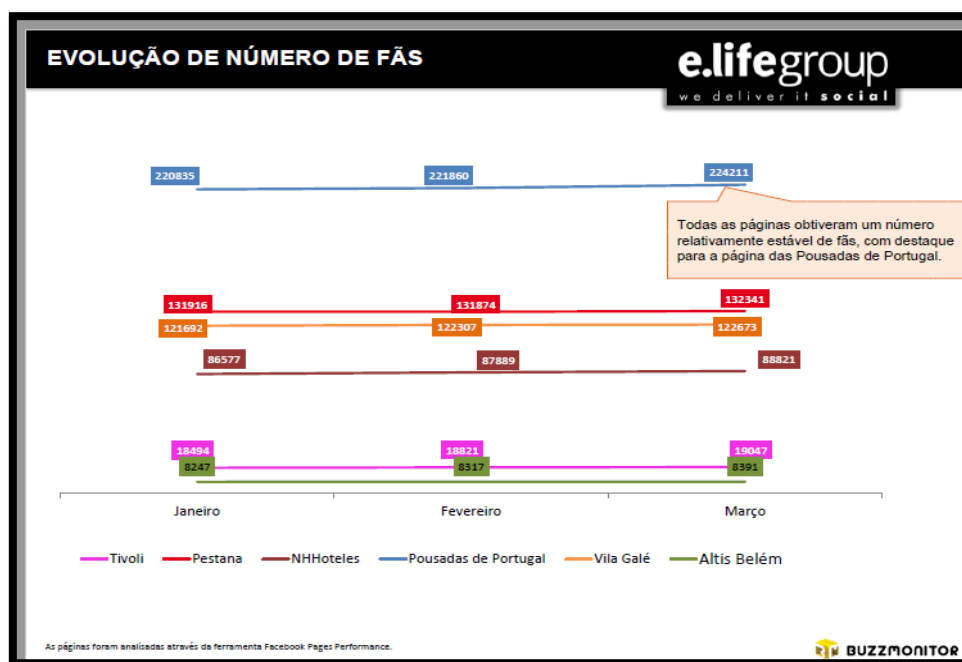 EVOLUÇÃO DE NÚMERO DE FÃS
e.lifegroup
we deliver it social
220835
221860
224211
Todas as páginas obtiveram um número
relativamente estável de fãs, com destaque
para a página das Pousadas de Portugal.
131916
131874
132341
121692
122307
122673
86577
87889
88821
18494
18821
19047
8247
8317
8391
Janeiro
Fevereiro
Março
Tivoli
Pestana
NHHoteles
Pousadas de Portugal
Vila Galé
Altis Belém
As páginas foram analisadas através da ferramenta Facebook Pages Performance.
BUZZMONITOR